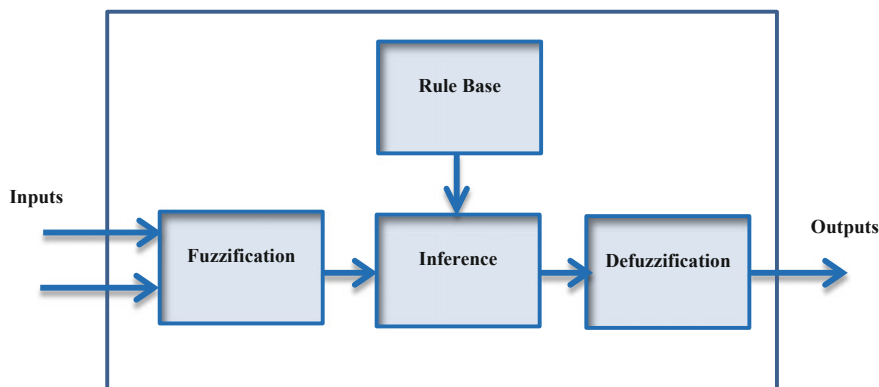 Rule Base
Inputs
Fuzzification
Inference
Defuzzification
Outputs